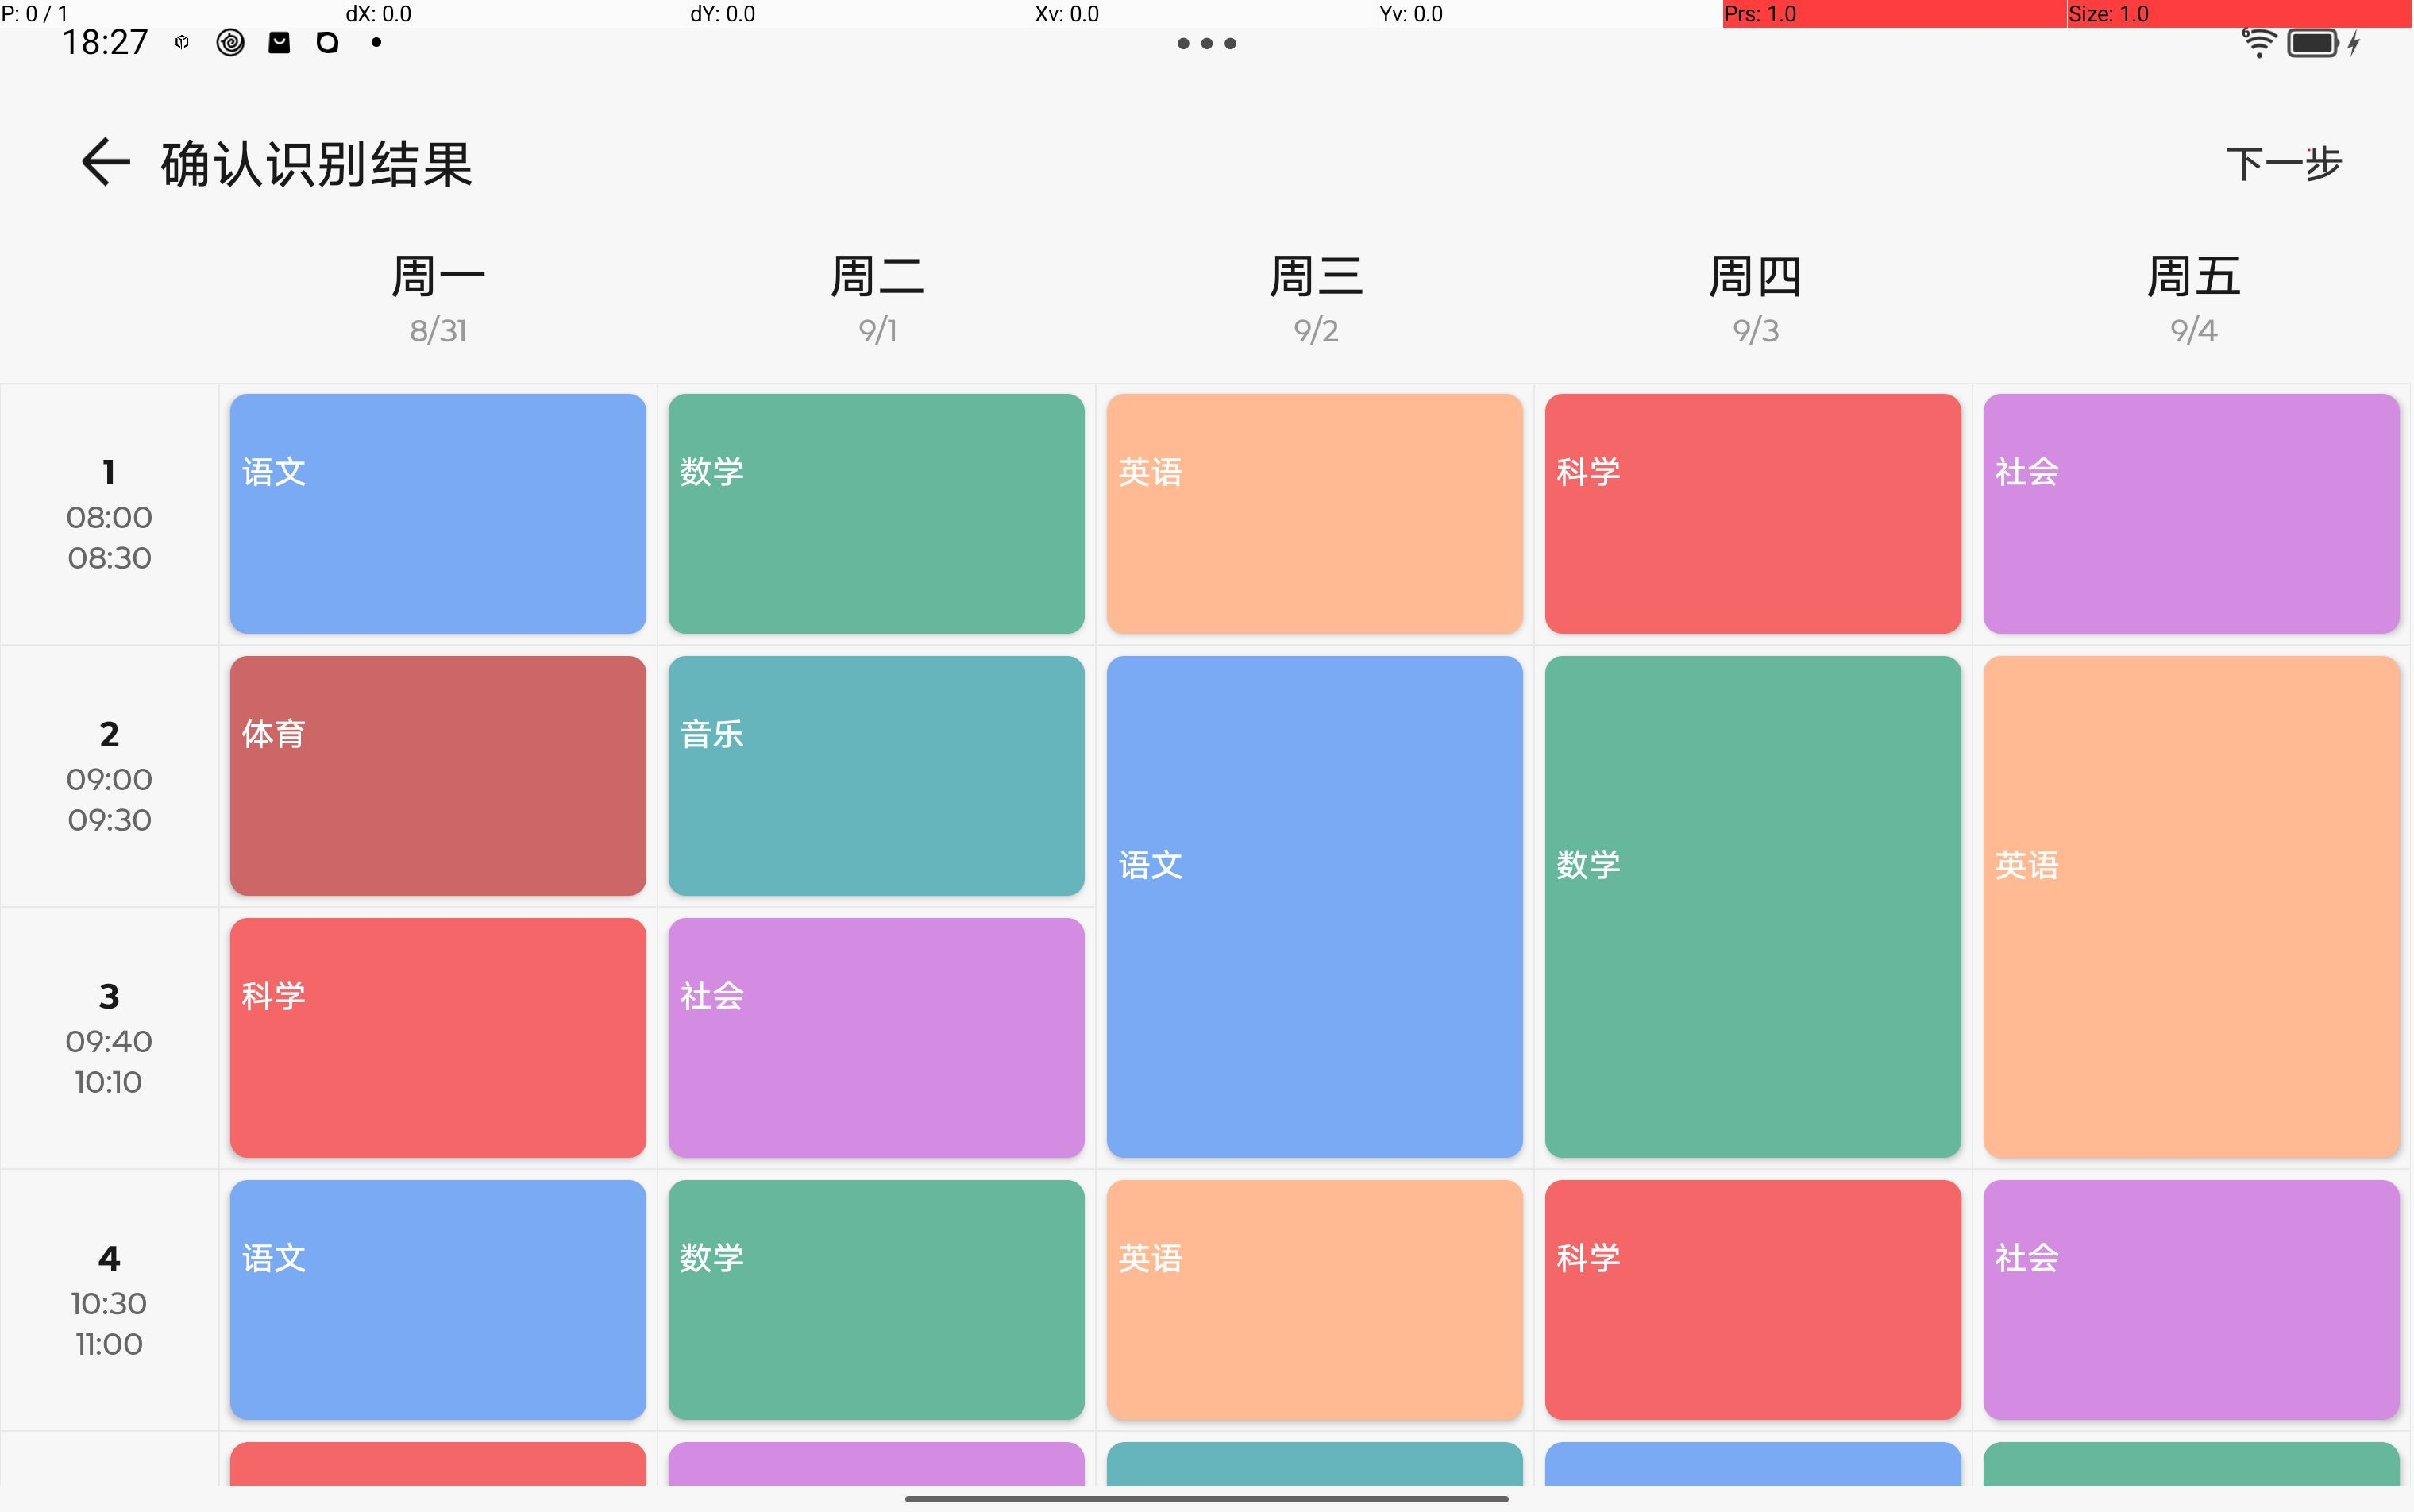 P: 0 / 1 dX: 0.0 dY: 0.0 Xv: 0.0 Yv: 0.0 Prs: 1.0 Size: 1.0
18:27 6
确认识别结果 下一步
周一 周二 周三 周四 周五
8/31 9/1 9/2 9/3 9/4
1 语文 数学 英语 科学 社会
08:00
08:30
2 体育 音乐
09:00
09:30
语文 数学 英语
3 科学 社会
09:40
10:10
4 语文 数学 英语 科学 社会
10:30
11:00